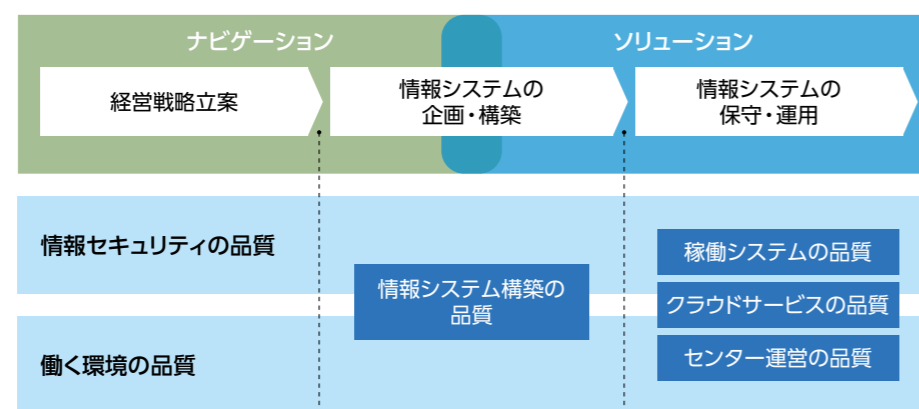 ナビゲーション
ソリューション
経営戦略立案
情報システムの
企画・構築
情報システムの
保守・運用
情報セキュリティの品質
情報システム構築の
品質
稼働システムの品質
クラウドサービスの品質
センター運営の品質
働く環境の品質